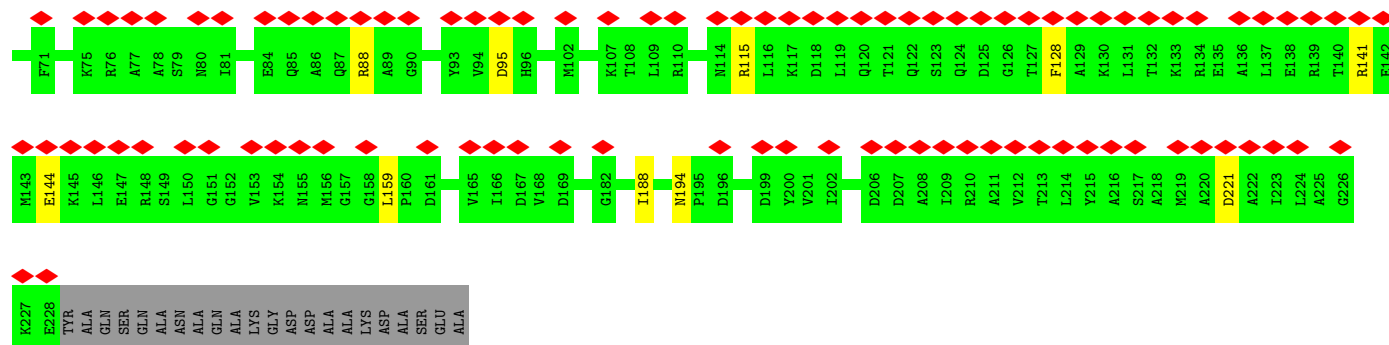 F71 K75 R76 A77 A78 S79 N80 I81 E84 Q85 A86 Q87 R88 A89 G90 Y93 V94 D95 H96 M102 K107 T108 L109 R110 N114 R115 L116 K117 D118 L119 Q120 T121 Q122 S123 Q124 D125 G126 T127 F128 A129 K130 L131 T132 K133 R134 E135 A136 L137 E138 R139 T140 R141 E142
M143 E144 K145 L146 E147 R148 S149 L150 G151 G152 V153 K154 N155 M156 G157 G158 L159 P160 D161 V165 I166 D167 V168 D169 G182 I188 N194 P195 D196 D199 Y200 V201 I202 D206 D207 A208 I209 R210 A211 V212 T213 L214 Y215 A216 S217 A218 M219 A220 D221 A222 I223 L224 A225 G226
K227 E228 TYR ALA GLN SER GLN ALA ASN ALA GLN ALA LYS GLY ASP ASP ALA ALA LYS ASP ALA SER GLU ALA